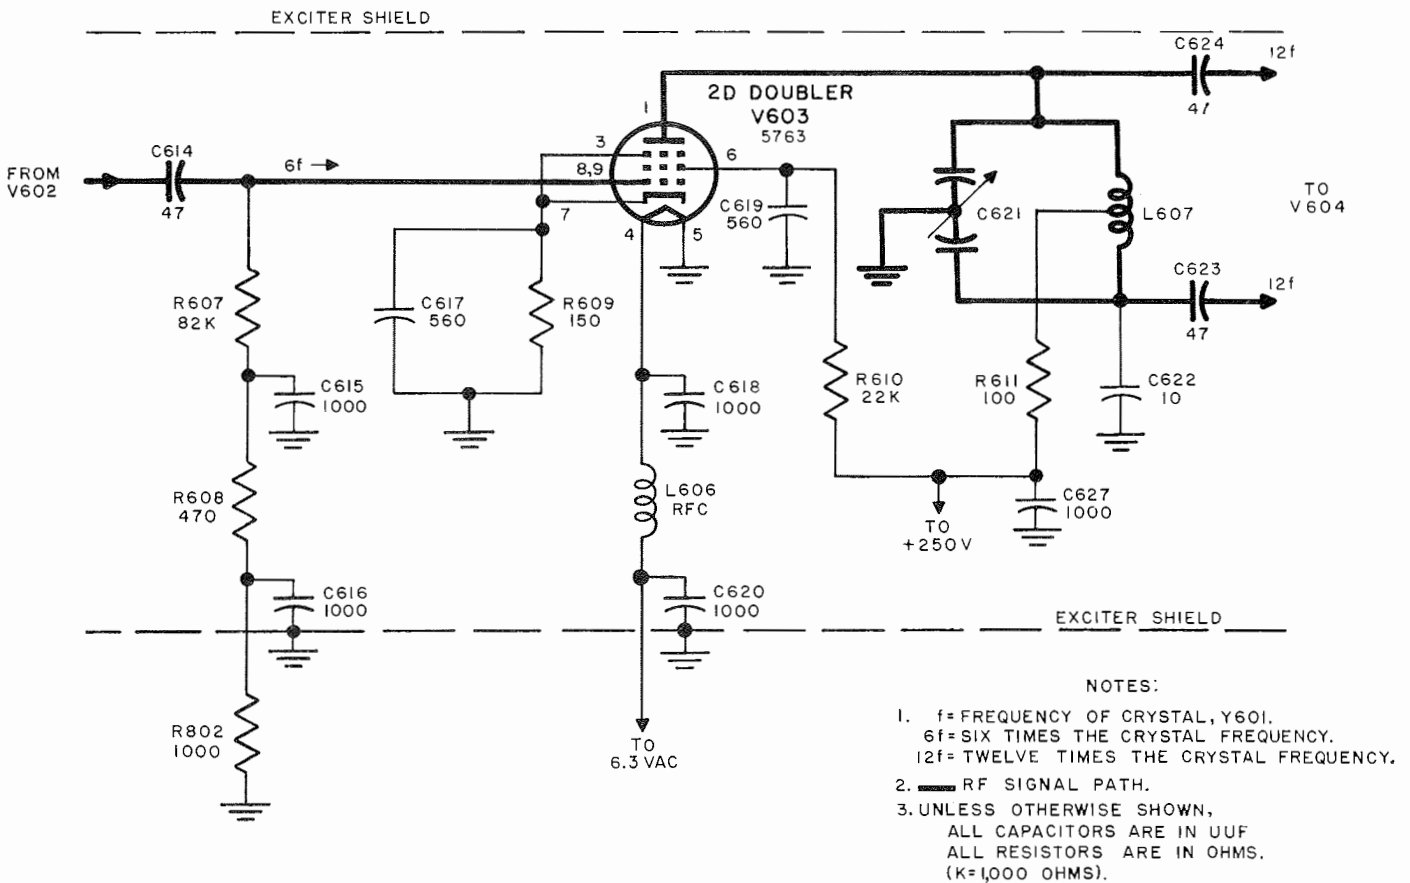 EXCITER SHIELD
C624
12f
47
2D DOUBLER
V603
5763
1
3
8,9
7
4
5
6
FROM
V602
C614
47
6f
C619
560
C621
L607
TO
V604
C623
12f
47
R607
82K
C617
560
R609
150
C615
1000
C618
1000
R610
22K
R611
100
C622
10
R608
470
L606
RFC
TO
+250V
C627
1000
C616
1000
C620
1000
EXCITER SHIELD
R802
1000
TO
6.3 VAC
NOTES:
1. f= FREQUENCY OF CRYSTAL, Y601.
6f= SIX TIMES THE CRYSTAL FREQUENCY.
12f= TWELVE TIMES THE CRYSTAL FREQUENCY.
2. RF SIGNAL PATH.
3. UNLESS OTHERWISE SHOWN,
ALL CAPACITORS ARE IN UUF
ALL RESISTORS ARE IN OHMS.
(K=1,000 OHMS).